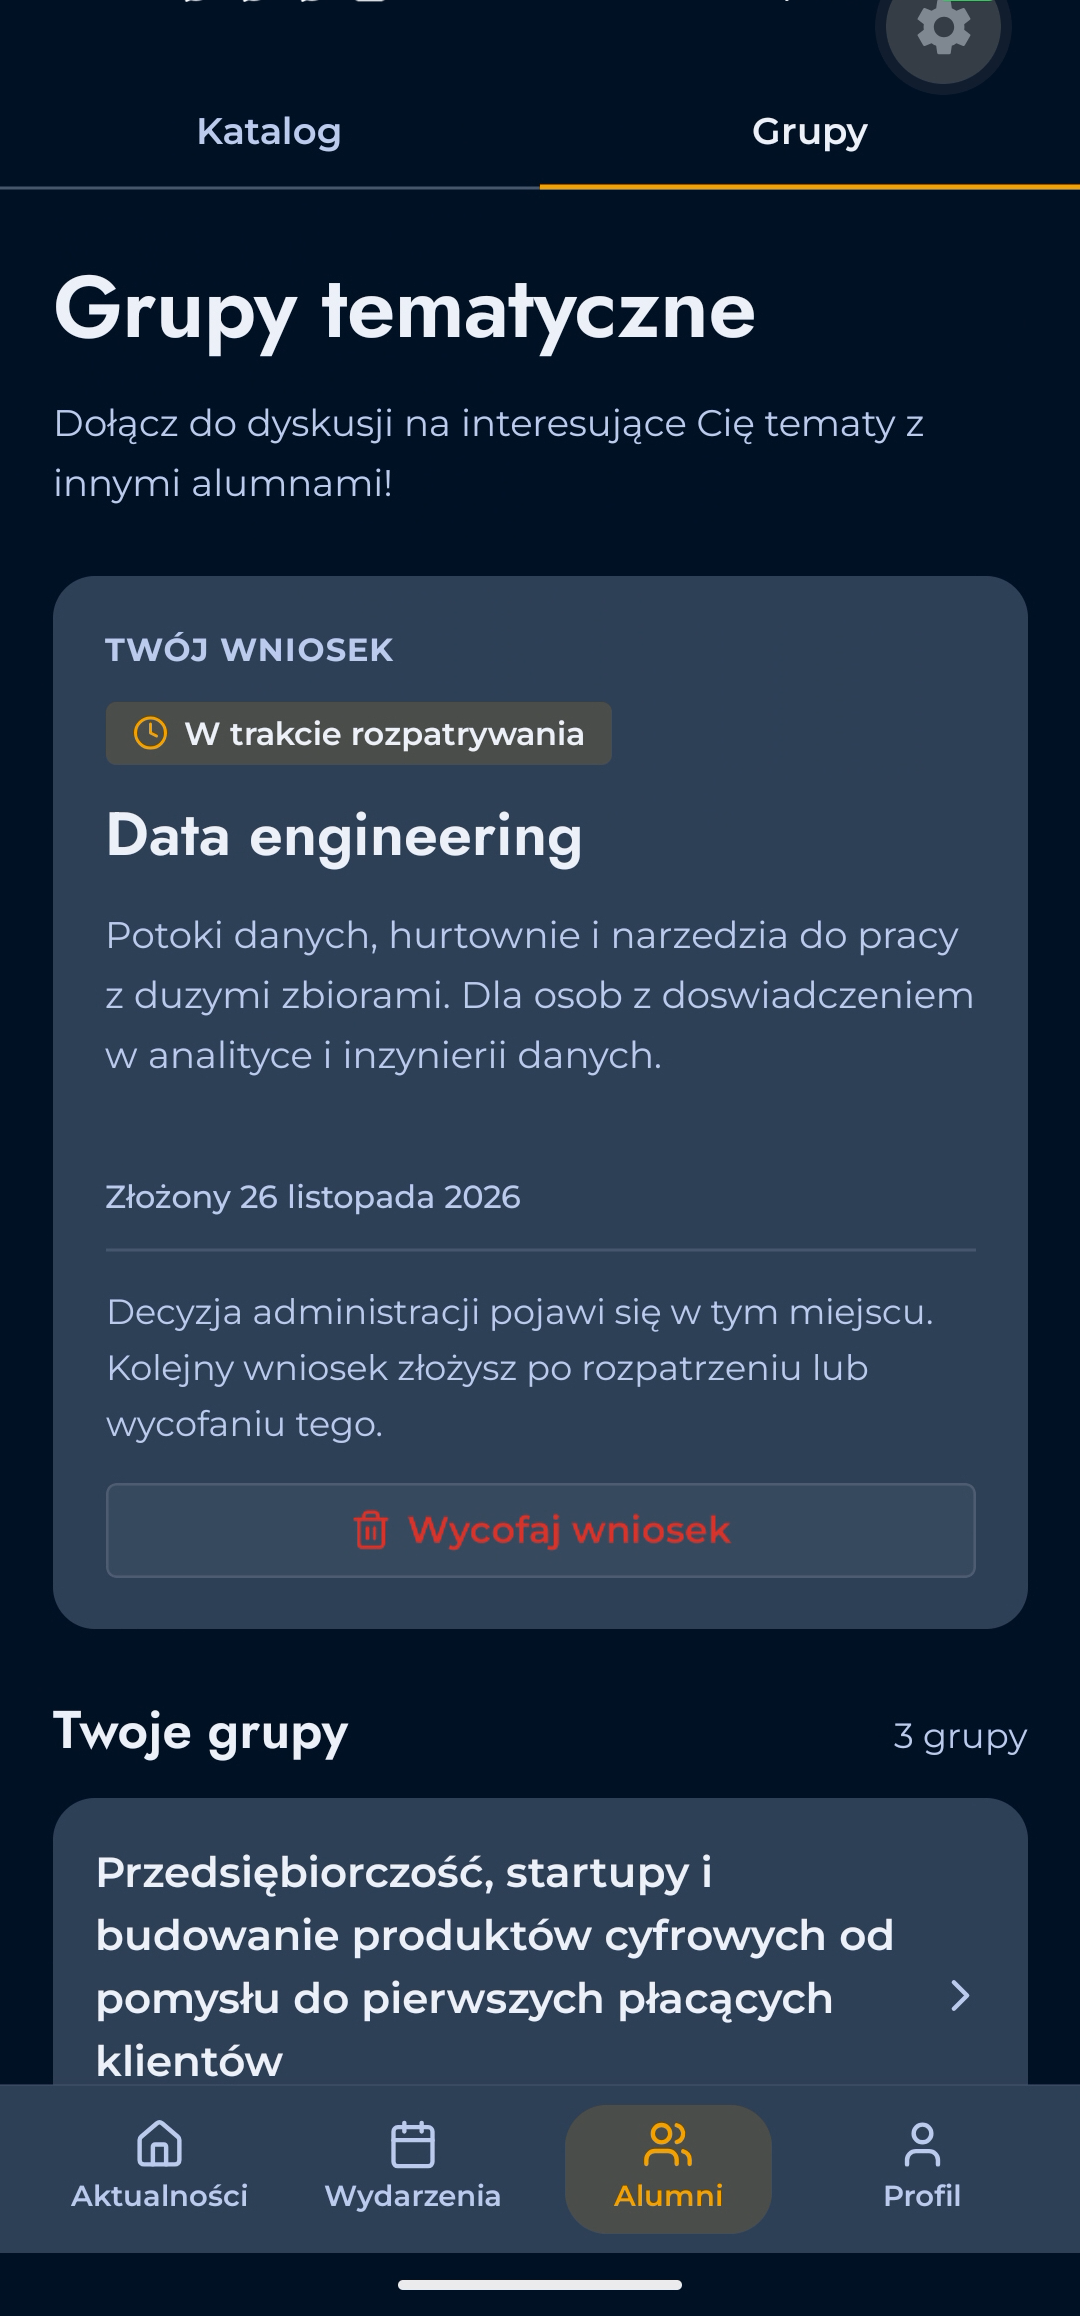 Katalog
Grupy
Grupy tematyczne
Dołącz do dyskusji na interesujące Cię tematy z
innymi alumnami!
TWÓJ WNIOSEK
W trakcie rozpatrywania
Data engineering
Potoki danych, hurtownie i narzedzia do pracy
z duzymi zbiorami. Dla osob z doswiadczeniem
w analityce i inzynierii danych.
Złożony 26 listopada 2026
Decyzja administracji pojawi się w tym miejscu.
Kolejny wniosek złożysz po rozpatrzeniu lub
wycofaniu tego.
Wycofaj wniosek
Twoje grupy
3 grupy
Przedsiębiorczość, startupy i
budowanie produktów cyfrowych od
pomysłu do pierwszych płacących
klientów
Aktualności
Wydarzenia
Alumni
Profil